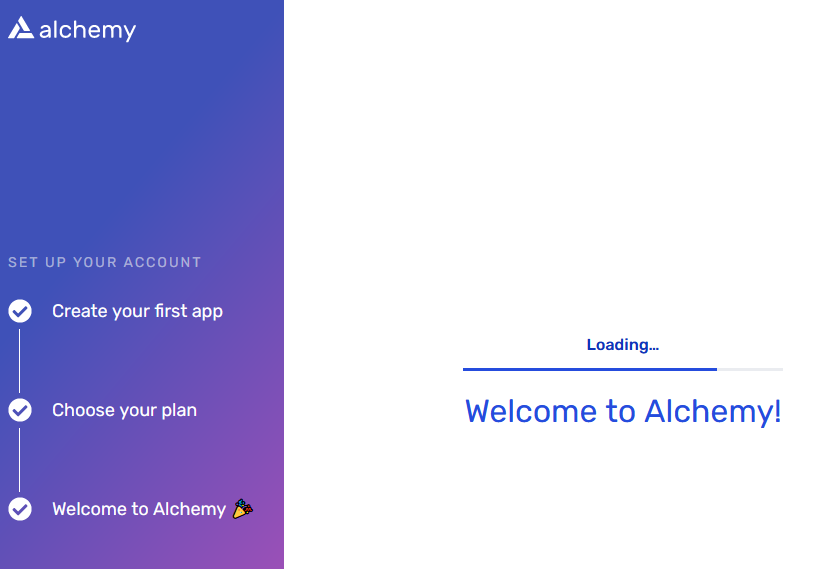 alchemy
SET UP YOUR ACCOUNT
Create your first app
Choose your plan
Welcome to Alchemy 🎉
Loading...
Welcome to Alchemy!